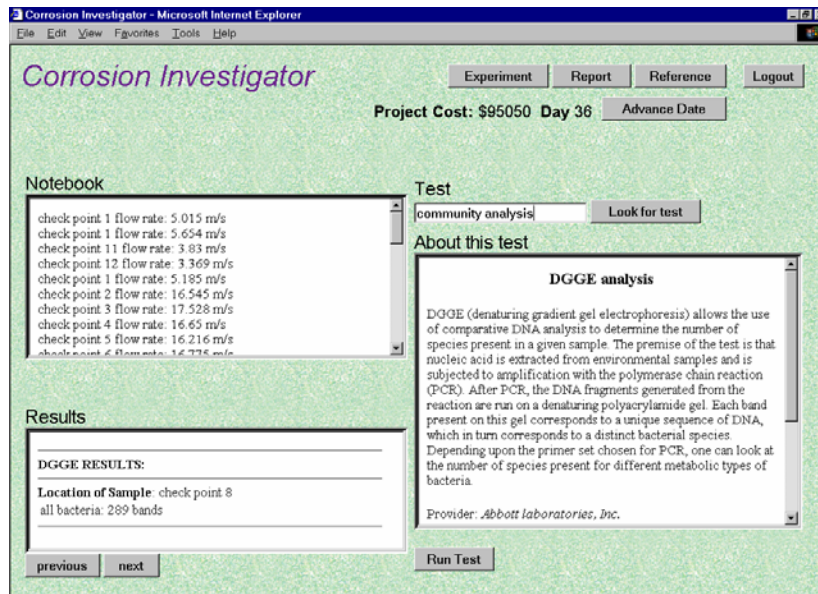 Corrosion Investigator - Microsoft Internet Explorer
File Edit View Favorites Tools Help
Corrosion Investigator
Experiment Report Reference Logout
Project Cost: $95050 Day 36 Advance Date
Notebook
check point 1 flow rate: 5.015 m/s
check point 1 flow rate: 5.654 m/s
check point 11 flow rate: 3.83 m/s
check point 12 flow rate: 3.369 m/s
check point 1 flow rate: 5.185 m/s
check point 2 flow rate: 16.545 m/s
check point 3 flow rate: 17.528 m/s
check point 4 flow rate: 16.65 m/s
check point 5 flow rate: 16.216 m/s
check point 6 flow rate: 16.775 m/s
Results
DGGE RESULTS:
Location of Sample: check point 8
all bacteria: 289 bands
previous next
Test
community analysis Look for test
About this test
DGGE analysis
DGGE (denaturing gradient gel electrophoresis) allows the use
of comparative DNA analysis to determine the number of
species present in a given sample. The premise of the test is that
nucleic acid is extracted from environmental samples and is
subjected to amplification with the polymerase chain reaction
(PCR). After PCR, the DNA fragments generated from the
reaction are run on a denaturing polyacrylamide gel. Each band
present on this gel corresponds to a unique sequence of DNA,
which in turn corresponds to a distinct bacterial species.
Depending upon the primer set chosen for PCR, one can look at
the number of species present for different metabolic types of
bacteria.
Provider: Abbott laboratories, Inc.
Run Test